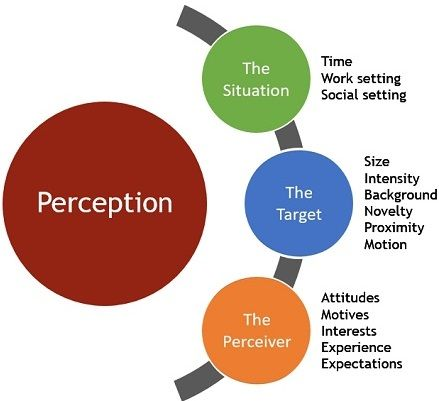 Perception
The
Situation
Time
Work setting
Social setting
The
Target
Size
Intensity
Background
Novelty
Proximity
Motion
The
Perceiver
Attitudes
Motives
Interests
Experience
Expectations